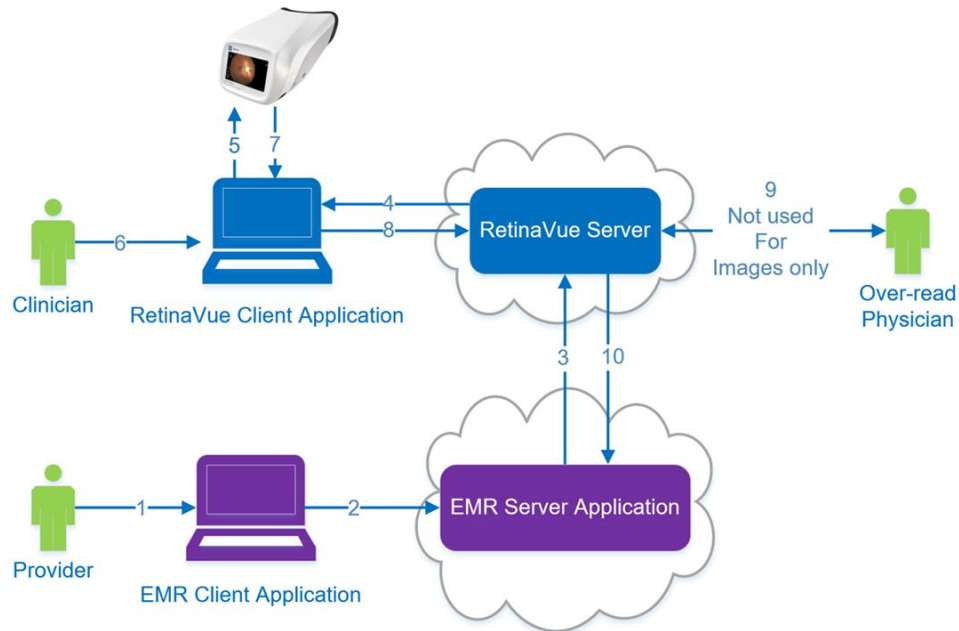 5
7
4
8
RetinaVue Server
9
Not used
For
Images only
6
Clinician
RetinaVue Client Application
Over-read
Physician
3
10
1
2
EMR Server Application
Provider
EMR Client Application